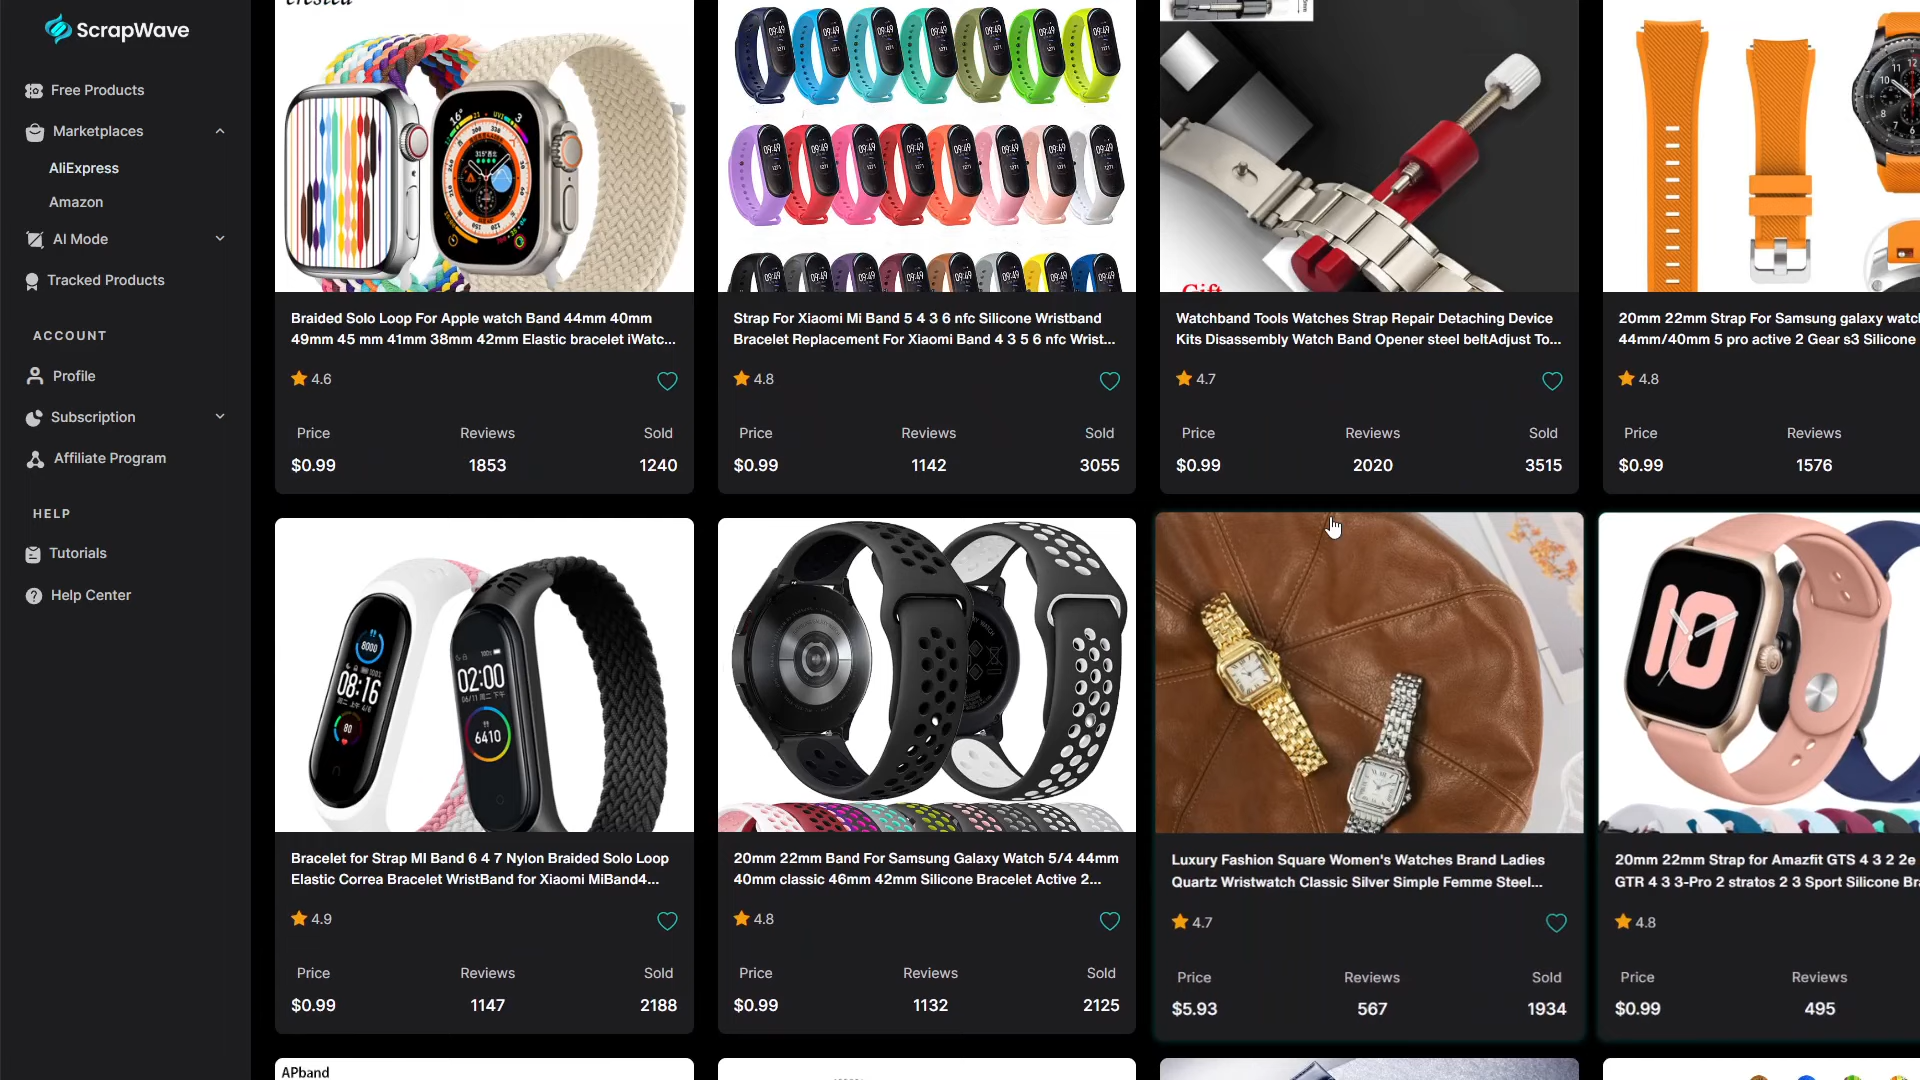 ScrapWave
Free Products
Marketplaces
AliExpress
Amazon
AI Mode
Tracked Products
ACCOUNT
Profile
Subscription
Affiliate Program
HELP
Tutorials
Help Center
Braided Solo Loop For Apple watch Band 44mm 40mm
49mm 45 mm 41mm 38mm 42mm Elastic bracelet iWatc...
4.6
Price Reviews Sold
$0.99 1853 1240
Strap For Xiaomi Mi Band 5 4 3 6 nfc Silicone Wristband
Bracelet Replacement For Xiaomi Band 4 3 5 6 nfc Wrist...
4.8
Price Reviews Sold
$0.99 1142 3055
Gift
Watchband Tools Watches Strap Repair Detaching Device
Kits Disassembly Watch Band Opener steel beltAdjust To...
4.7
Price Reviews Sold
$0.99 2020 3515
20mm 22mm Strap For Samsung galaxy watch
44mm/40mm 5 pro active 2 Gear s3 Silicone
4.8
Price Reviews
$0.99 1576
08:16
02:00
6410
Bracelet for Strap MI Band 6 4 7 Nylon Braided Solo Loop
Elastic Correa Bracelet WristBand for Xiaomi MiBand4...
4.9
Price Reviews Sold
$0.99 1147 2188
20mm 22mm Band For Samsung Galaxy Watch 5/4 44mm
40mm classic 46mm 42mm Silicone Bracelet Active 2...
4.8
Price Reviews Sold
$0.99 1132 2125
Luxury Fashion Square Women's Watches Brand Ladies
Quartz Wristwatch Classic Silver Simple Femme Steel...
4.7
Price Reviews Sold
$5.93 567 1934
10
20mm 22mm Strap for Amazfit GTS 4 3 2 2e
GTR 4 3 3-Pro 2 stratos 2 3 Sport Silicone Bra
4.8
Price Reviews
$0.99 495
APband